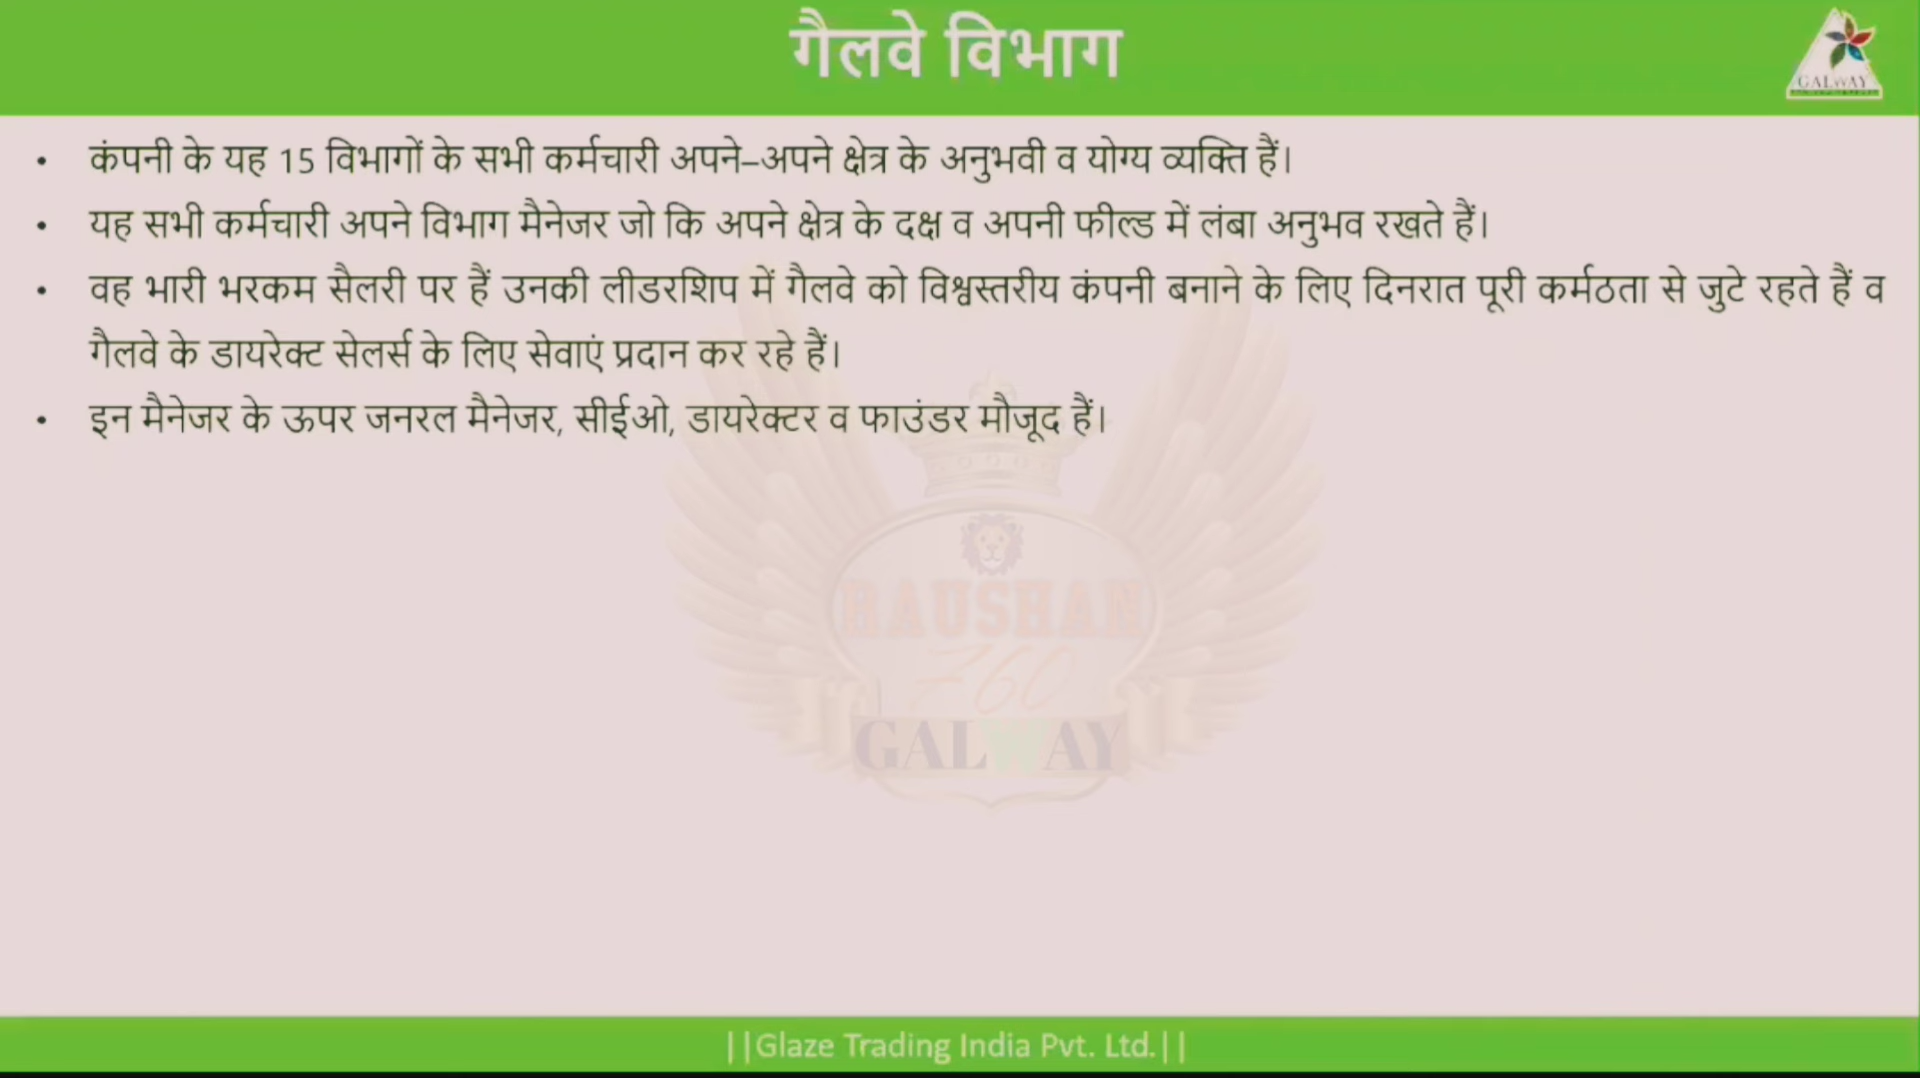 गैलवे विभाग
GALWAY
• कंपनी के यह 15 विभागों के सभी कर्मचारी अपने–अपने क्षेत्र के अनुभवी व योग्य व्यक्ति हैं।
• यह सभी कर्मचारी अपने विभाग मैनेजर जो कि अपने क्षेत्र के दक्ष व अपनी फील्ड में लंबा अनुभव रखते हैं।
• वह भारी भरकम सैलरी पर हैं उनकी लीडरशिप में गैलवे को विश्वस्तरीय कंपनी बनाने के लिए दिनरात पूरी कर्मठता से जुटे रहते हैं व
गैलवे के डायरेक्ट सेलर्स के लिए सेवाएं प्रदान कर रहे हैं।
• इन मैनेजर के ऊपर जनरल मैनेजर, सीईओ, डायरेक्टर व फाउंडर मौजूद हैं।
RAUSHAN
760
GALWAY
||Glaze Trading India Pvt. Ltd.||